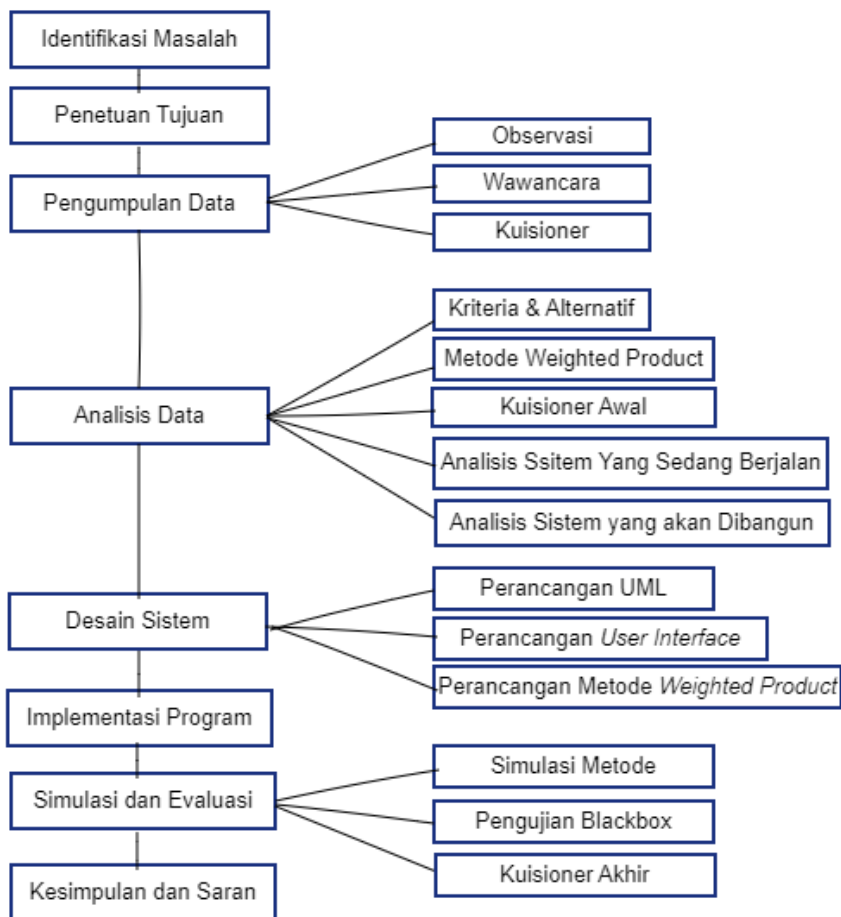 Identifikasi Masalah
Penetuan Tujuan
Pengumpulan Data
Observasi
Wawancara
Kuisioner
Analisis Data
Kriteria & Alternatif
Metode Weighted Product
Kuisioner Awal
Analisis Ssitem Yang Sedang Berjalan
Analisis Sistem yang akan Dibangun
Desain Sistem
Perancangan UML
Perancangan User Interface
Perancangan Metode Weighted Product
Implementasi Program
Simulasi dan Evaluasi
Simulasi Metode
Pengujian Blackbox
Kuisioner Akhir
Kesimpulan dan Saran